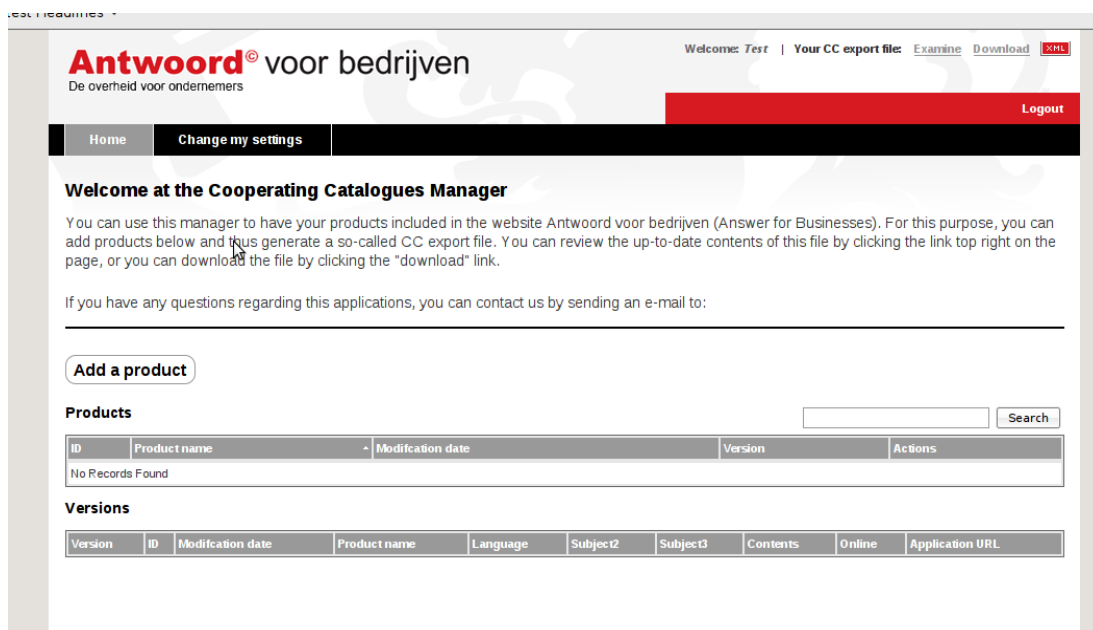 Welcome: Test | Your CC export file: Examine Download XML
Antwoord© voor bedrijven
De overheid voor ondernemers
Logout
Home Change my settings
Welcome at the Cooperating Catalogues Manager
You can use this manager to have your products included in the website Antwoord voor bedrijven (Answer for Businesses). For this purpose, you can
add products below and thus generate a so-called CC export file. You can review the up-to-date contents of this file by clicking the link top right on the
page, or you can download the file by clicking the "download" link.
If you have any questions regarding this applications, you can contact us by sending an e-mail to:
Add a product
Products Search
ID Product name Modifcation date Version Actions
No Records Found
Versions
Version ID Modifcation date Product name Language Subject2 Subject3 Contents Online Application URL